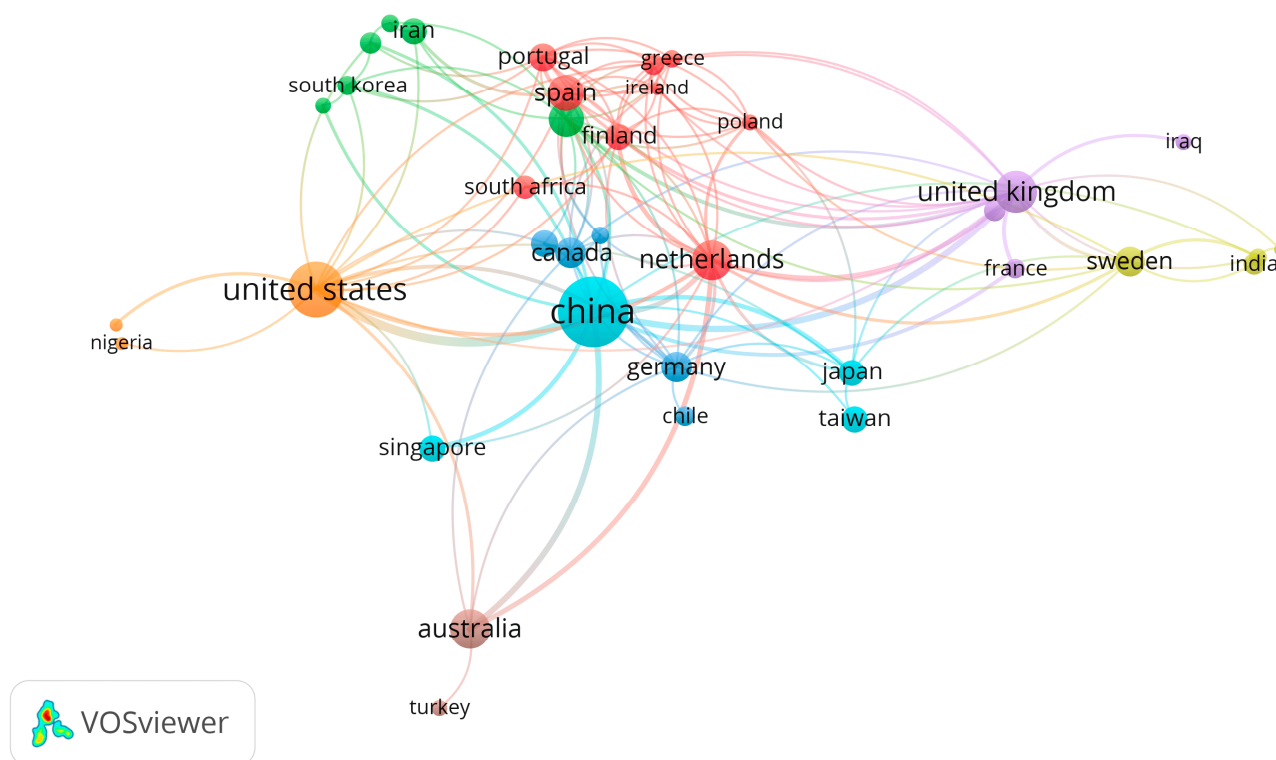 iran
portugal
greece
south korea
spain
ireland
finland
poland
iraq
south africa
united kingdom
canada
netherlands
france
sweden
india
united states
china
nigeria
germany
japan
chile
taiwan
singapore
australia
turkey
VOSviewer